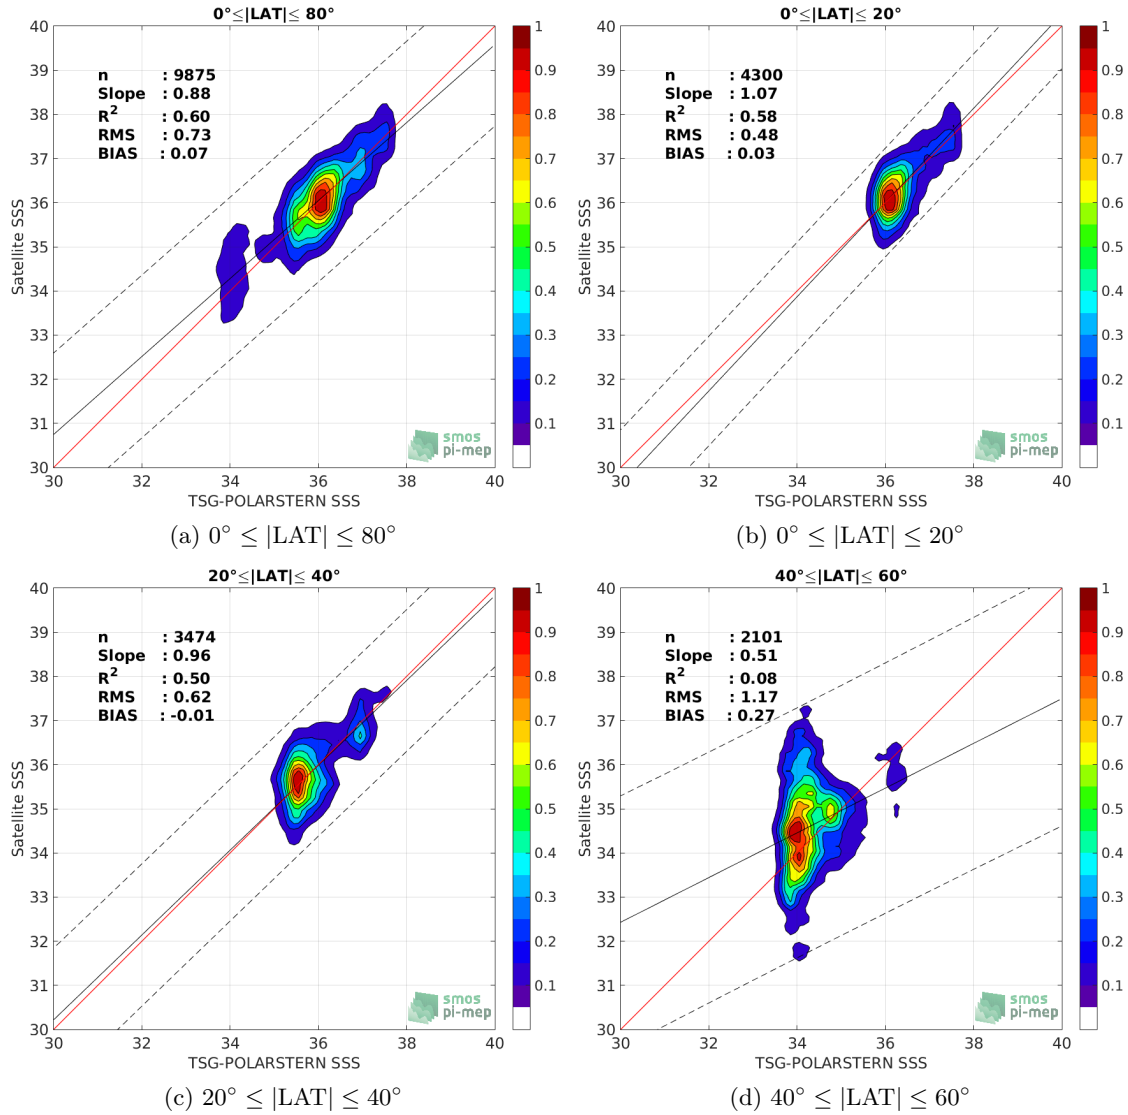 0°≤|LAT|≤ 80°
n : 9875
Slope : 0.88
R² : 0.60
RMS : 0.73
BIAS : 0.07
40
39
38
37
36
35
34
33
32
31
30
Satellite SSS
30 32 34 36 38 40
TSG-POLARSTERN SSS
1
0.9
0.8
0.7
0.6
0.5
0.4
0.3
0.2
0.1
smos
pi-mep
(a) 0° ≤ |LAT| ≤ 80°
0°≤|LAT|≤ 20°
n : 4300
Slope : 1.07
R² : 0.58
RMS : 0.48
BIAS : 0.03
40
39
38
37
36
35
34
33
32
31
30
Satellite SSS
30 32 34 36 38 40
TSG-POLARSTERN SSS
1
0.9
0.8
0.7
0.6
0.5
0.4
0.3
0.2
0.1
smos
pi-mep
(b) 0° ≤ |LAT| ≤ 20°
20°≤|LAT|≤ 40°
n : 3474
Slope : 0.96
R² : 0.50
RMS : 0.62
BIAS : -0.01
40
39
38
37
36
35
34
33
32
31
30
Satellite SSS
30 32 34 36 38 40
TSG-POLARSTERN SSS
1
0.9
0.8
0.7
0.6
0.5
0.4
0.3
0.2
0.1
smos
pi-mep
(c) 20° ≤ |LAT| ≤ 40°
40°≤|LAT|≤ 60°
n : 2101
Slope : 0.51
R² : 0.08
RMS : 1.17
BIAS : 0.27
40
39
38
37
36
35
34
33
32
31
30
Satellite SSS
30 32 34 36 38 40
TSG-POLARSTERN SSS
1
0.9
0.8
0.7
0.6
0.5
0.4
0.3
0.2
0.1
smos
pi-mep
(d) 40° ≤ |LAT| ≤ 60°